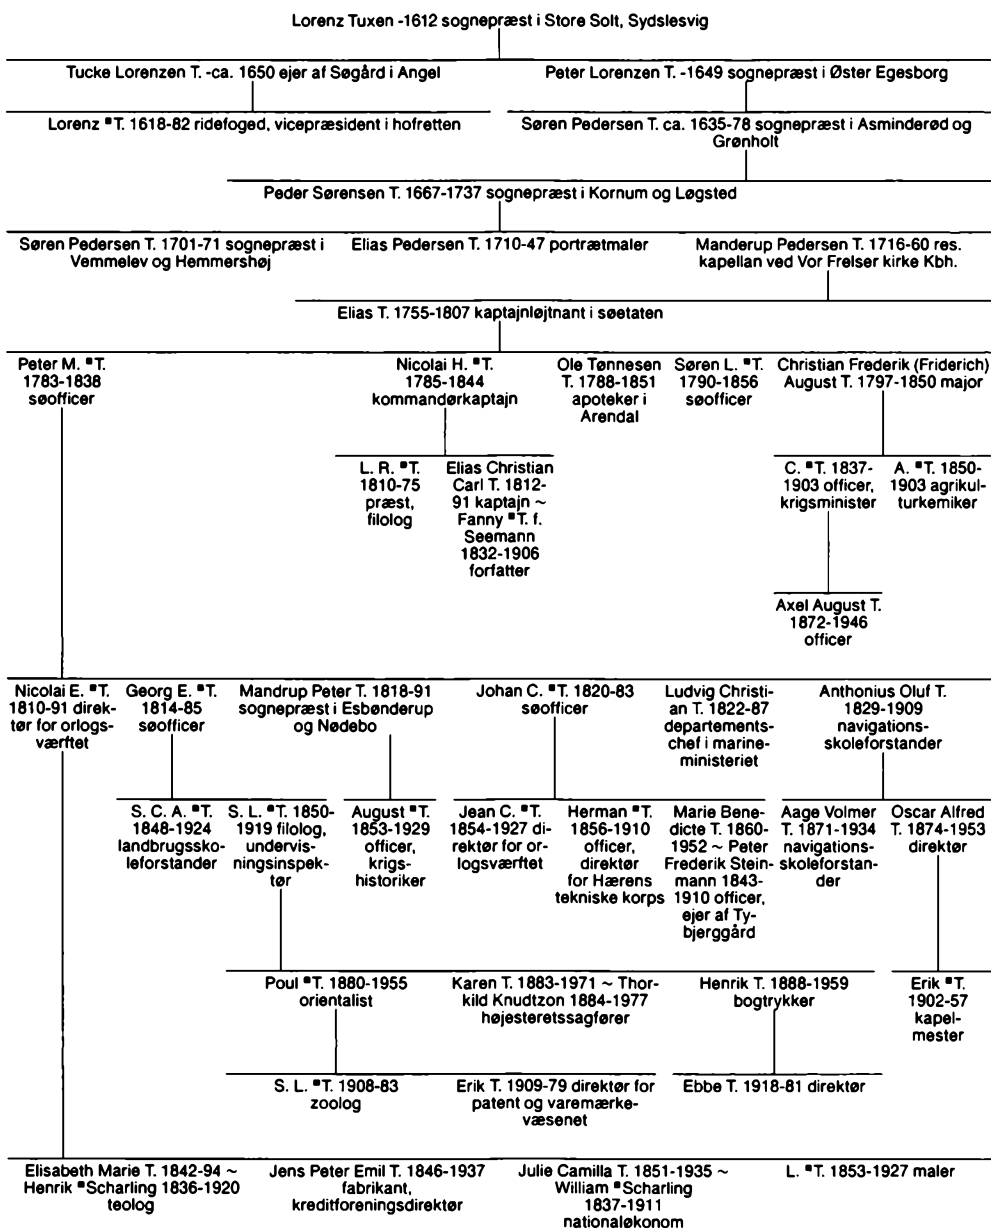 Lorenz Tuxen -1612 sognepræst i Store Solt, Sydslesvig
Tucke Lorenzen T. -ca. 1650 ejer af Søgård i Angel
Peter Lorenzen T. -1649 sognepræst i Øster Egesborg
Lorenz *T. 1618-82 ridefoged, vicepræsident i hofretten
Søren Pedersen T. ca. 1635-78 sognepræst i Asminderød og
Grønholt
Peder Sørensen T. 1667-1737 sognepræst i Kornum og Løgsted
Søren Pedersen T. 1701-71 sognepræst i
Vemmelev og Hemmershøj
Elias Pedersen T. 1710-47 portrætmaler
Manderup Pedersen T. 1716-60 res.
kapellan ved Vor Frelser kirke Kbh.
Elias T. 1755-1807 kaptajnløjtnant i søetaten
Peter M. *T.
1783-1838
søofficer
Nicolai H. *T.
1785-1844
kommandørkaptajn
Ole Tønnesen
T. 1788-1851
apoteker i
Arendal
Søren L. *T.
1790-1856
søofficer
Christian Frederik (Friderich)
August T. 1797-1850 major
L. R. *T.
1810-75
præst,
filolog
Elias Christian
Carl T. 1812-
91 kaptajn ~
Fanny *T. f.
Seemann
1832-1906
forfatter
C. *T. 1837-
1903 officer,
krigsminister
A. *T. 1850-
1903 agrikul-
turkemiker
Axel August T.
1872-1946
officer
Nicolai E. *T.
1810-91 direk-
tør for orlogs-
værftet
Georg E. *T.
1814-85
søofficer
Mandrup Peter T. 1818-91
sognepræst i Esbønderup
og Nødebo
Johan C. *T. 1820-83
søofficer
Ludvig Christi-
an T. 1822-87
departements-
chef i marine-
ministeriet
Anthonius Oluf T.
1829-1909
navigations-
skoleforstander
S. C. A. *T.
1848-1924
landbrugssko-
leforstander
S. L. *T. 1850-
1919 filolog,
undervis-
ningsinspek-
tør
August *T.
1853-1929
officer,
krigs-
historiker
Jean C. *T.
1854-1927 di-
rektør for or-
logsværftet
Herman *T.
1856-1910
officer,
direktør
for Hærens
tekniske korps
Marie Bene-
dicte T. 1860-
1952 ~ Peter
Frederik Stein-
mann 1843-
1910 officer,
ejer af Ty-
bjerggård
Aage Volmer
T. 1871-1934
navigations-
skoleforstan-
der
Oscar Alfred
T. 1874-1953
direktør
Poul *T. 1880-1955
orientalist
Karen T. 1883-1971 ~ Thor-
kild Knudtzon 1884-1977
højesteretssagfører
Henrik T. 1888-1959
bogtrykker
Erik *T.
1902-57
kapel-
mester
S. L. *T. 1908-83
zoolog
Erik T. 1909-79 direktør for
patent og varemærke-
væsenet
Ebbe T. 1918-81 direktør
Elisabeth Marie T. 1842-94 ~
Henrik *Scharling 1836-1920
teolog
Jens Peter Emil T. 1846-1937
fabrikant,
kreditforeningsdirektør
Julie Camilla T. 1851-1935 ~
William *Scharling
1837-1911
nationaløkonom
L. *T. 1853-1927 maler